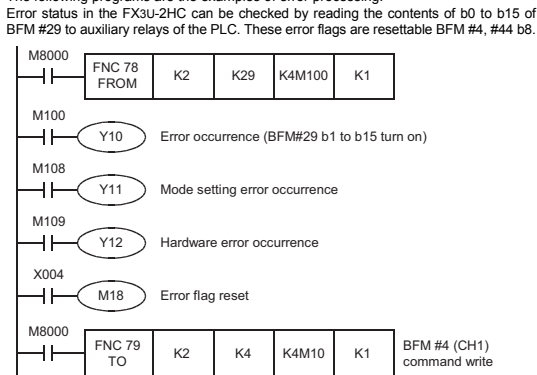 The following programs are the examples of error processing.
Error status in the FX3U-2HC can be checked by reading the contents of b0 to b15 of
BFM #29 to auxiliary relays of the PLC. These error flags are resettable BFM #4, #44 b8.
M8000
FNC 78
FROM
K2
K29
K4M100
K1
M100
Y10
Error occurrence (BFM#29 b1 to b15 turn on)
M108
Y11
Mode setting error occurrence
M109
Y12
Hardware error occurrence
X004
M18
Error flag reset
M8000
FNC 79
TO
K2
K4
K4M10
K1
BFM #4 (CH1)
command write